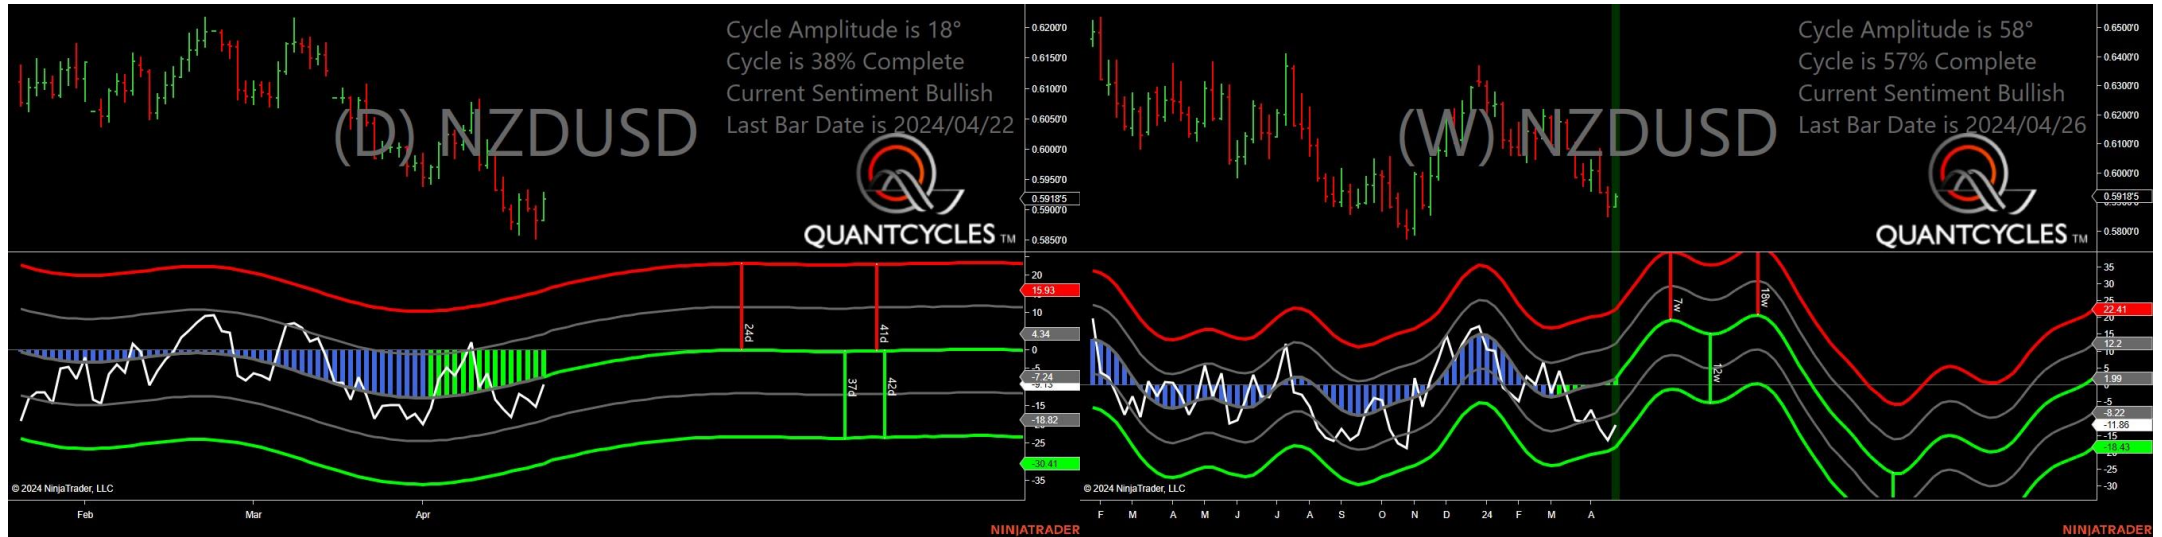 Cycle Amplitude is 18°
Cycle is 38% Complete
Current Sentiment Bullish
Last Bar Date is 2024/04/22
(D) NZDUSD
QUANTCYCLES TM
0.6200'0
0.6150'0
0.6100'0
0.6050'0
0.6000'0
0.5950'0
0.5918'5
0.5900'0
0.5850'0
20
15.93
10
4.34
0
-7.24
-9.13
-15
-18.82
-25
-30.41
-35
24d
41d
37d
42d
© 2024 NinjaTrader, LLC
Feb
Mar
Apr
NINJATRADER
Cycle Amplitude is 58°
Cycle is 57% Complete
Current Sentiment Bullish
Last Bar Date is 2024/04/26
(W) NZDUSD
QUANTCYCLES TM
0.6500'0
0.6400'0
0.6300'0
0.6200'0
0.6100'0
0.6000'0
0.5918'5
0.5800'0
35
30
25
22.41
20
15
12.2
10
5
1.99
-5
-8.22
-11.86
-15
-18.43
-25
-30
7w
18w
12w
© 2024 NinjaTrader, LLC
F M A M J J A S O N D 24 F M A
NINJATRADER